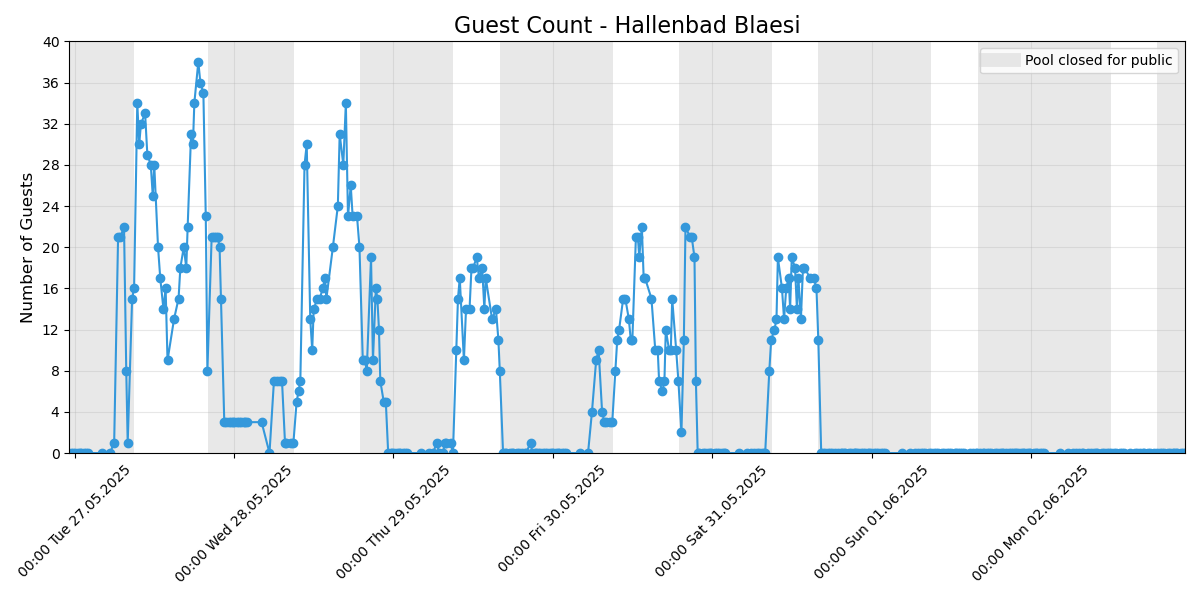 Guest Count - Hallenbad Blaesi
Pool closed for public
Number of Guests
40
36
32
28
24
20
16
12
8
4
0
00:00 Tue 27.05.2025
00:00 Wed 28.05.2025
00:00 Thu 29.05.2025
00:00 Fri 30.05.2025
00:00 Sat 31.05.2025
00:00 Sun 01.06.2025
00:00 Mon 02.06.2025